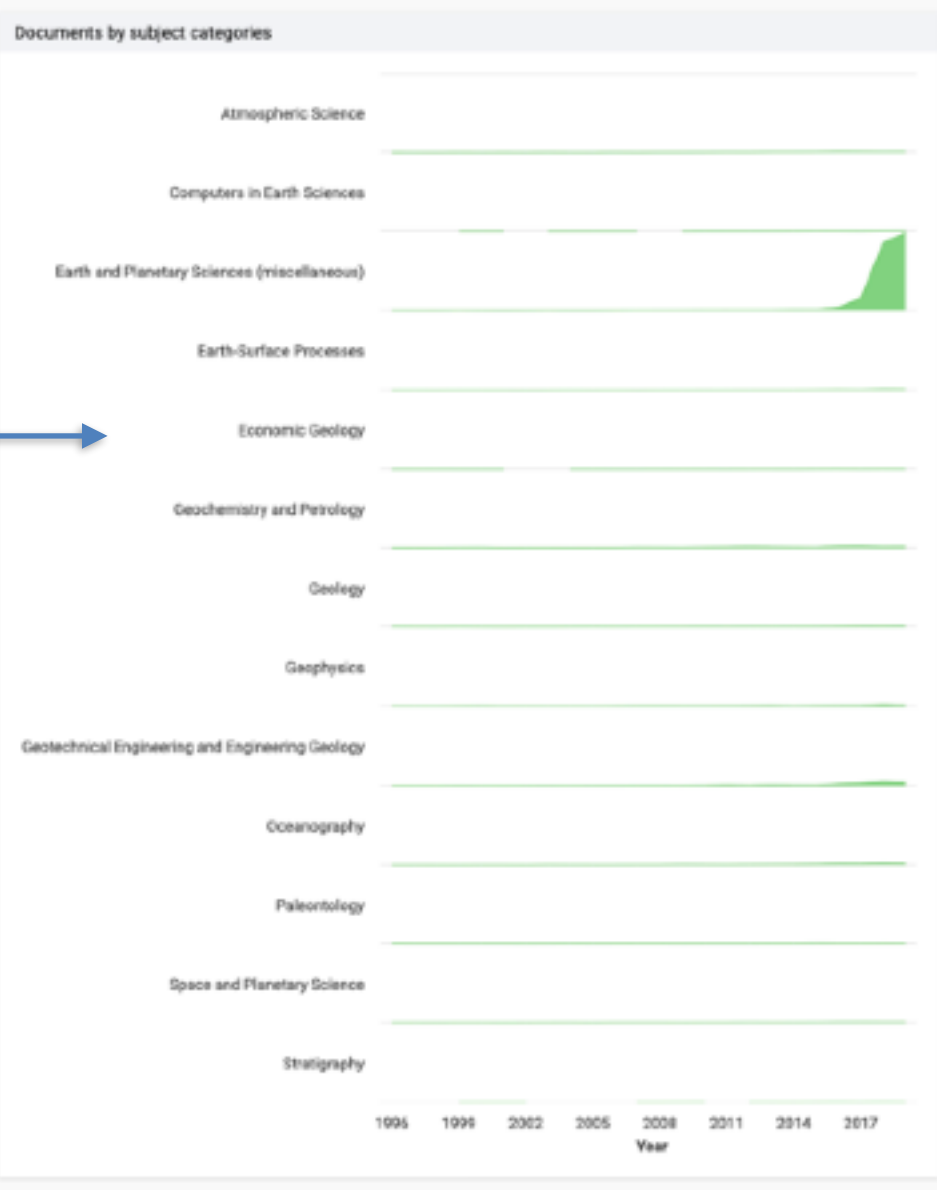 Documents by subject categories
Atmospheric Science
Computers in Earth Sciences
Earth and Planetary Sciences (miscellaneous)
Earth-Surface Processes
Economic Geology
Geochemistry and Petrology
Geology
Geophysics
Geotechnical Engineering and Engineering Geology
Oceanography
Paleontology
Space and Planetary Science
Stratigraphy
1996 1999 2002 2005 2008 2011 2014 2017
Year